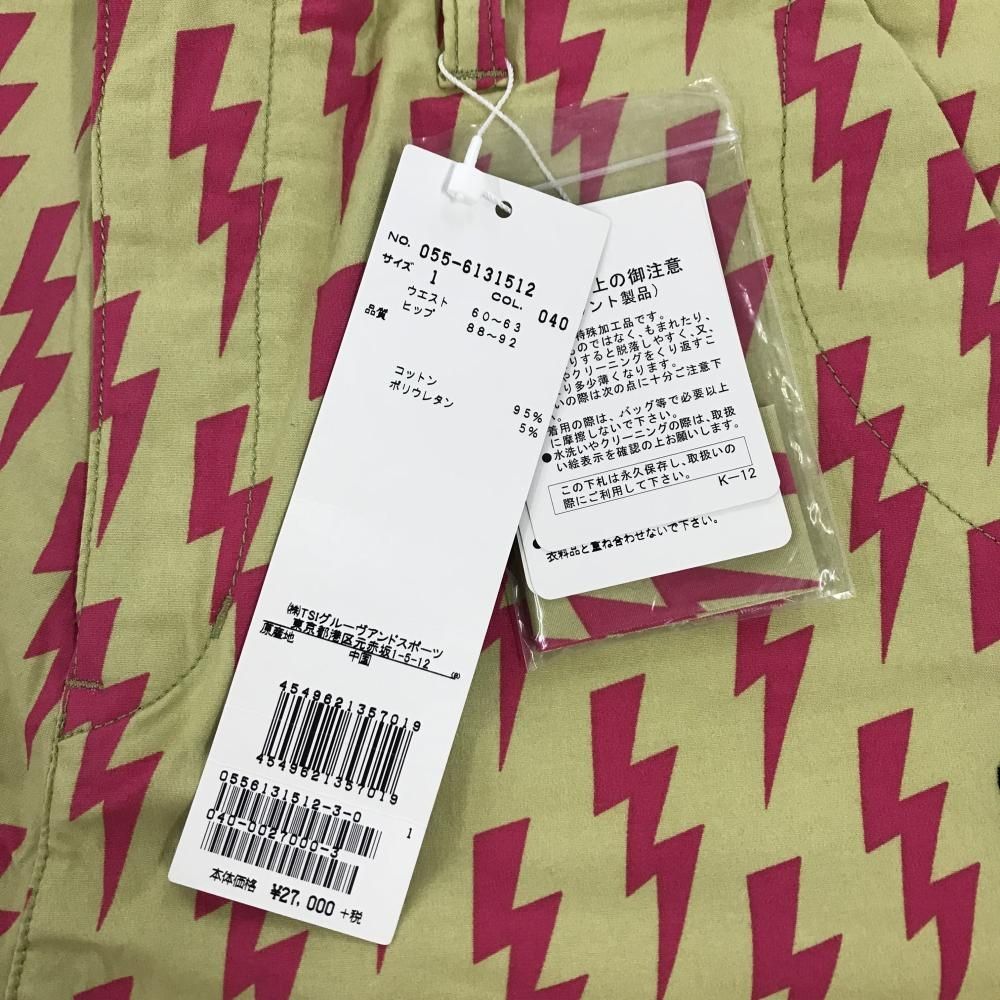 NO. 055-6131512
サイズ 1 COL. 040
ウエスト 60～63
ヒップ 88～92
品質
コットン 95%
ポリウレタン 5%
(株)TSIグルーヴアンドスポーツ
東京都港区元赤坂1-5-12
原産地 中国
4549621357019
4549621357019
0556131512-3-0
040-0027000-3
1
本体価格 ¥27,000 +税
上の御注意
ント製品)
特殊加工品です。
ものではなく、もまれたり、
りすると脱落しやすく、又、
やクリーニングをくり返すこ
り多少薄くなります。
いの際は次の点に十分ご注意下
い。
着用の際は、バッグ等で必要以上
に摩擦しないで下さい。
●水洗いやクリーニングの際は、取扱
い絵表示を確認の上お願いします。
この下札は永久保存し、取扱いの
際にご利用して下さい。
K-12
衣料品と重ね合わせないで下さい。